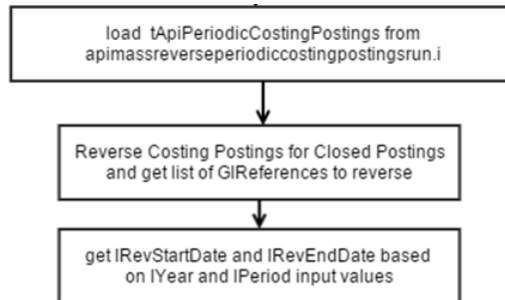 load tApiPeriodicCostingPostings from
apimassreverseperiodiccostingpostingsrun.i
Reverse Costing Postings for Closed Postings
and get list of GlReferences to reverse
get lRevStartDate and lRevEndDate based
on lYear and lPeriod input values